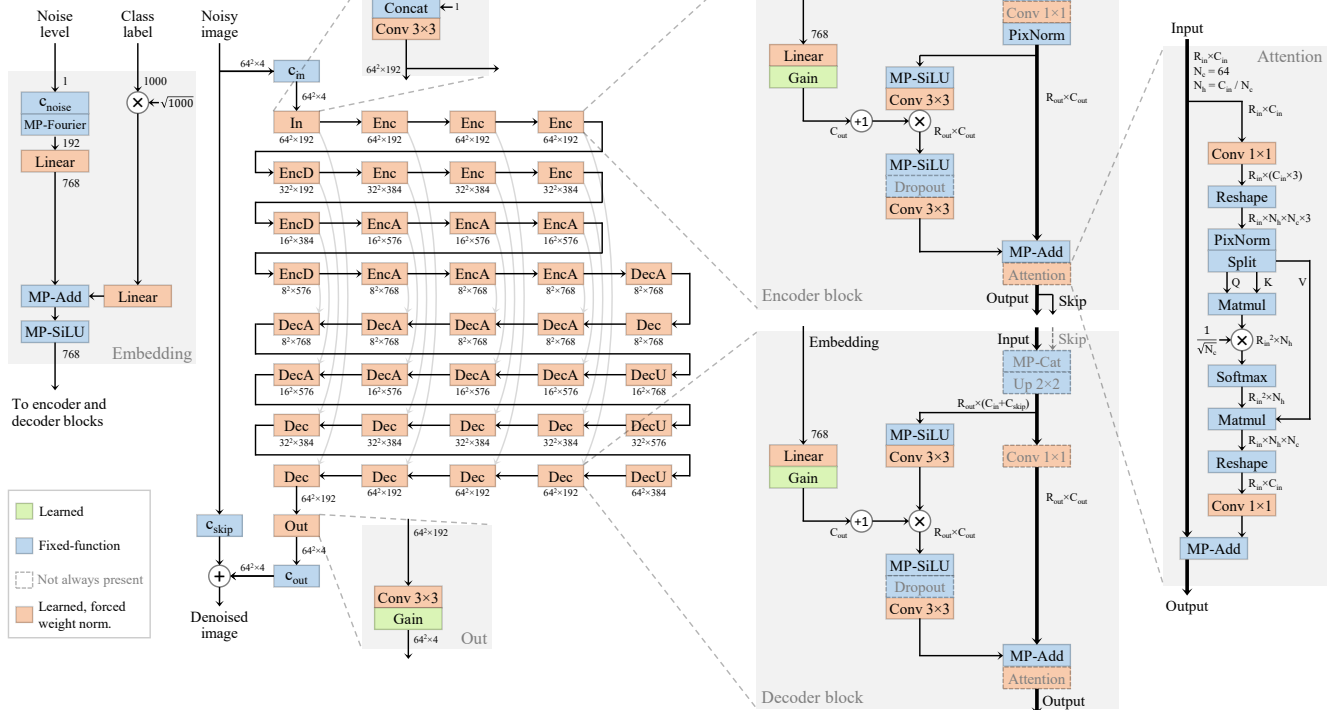 Noise
level
Class
label
Noisy
image
1
1000
c_noise
MP-Fourier
×
√1000
192
Linear
768
MP-Add
Linear
MP-SiLU
768
Embedding
To encoder and
decoder blocks
Learned
Fixed-function
Not always present
Learned, forced
weight norm.
64²×4
c_in
64²×4
Concat
1
Conv 3×3
64²×192
In
Enc
Enc
Enc
64²×192
64²×192
64²×192
64²×192
EncD
Enc
Enc
Enc
32²×192
32²×384
32²×384
32²×384
EncD
EncA
EncA
EncA
16²×384
16²×576
16²×576
16²×576
EncD
EncA
EncA
EncA
DecA
8²×576
8²×768
8²×768
8²×768
8²×768
DecA
DecA
DecA
DecA
Dec
8²×768
8²×768
8²×768
8²×768
8²×768
DecA
DecA
DecA
DecA
DecU
16²×576
16²×576
16²×576
16²×576
16²×768
Dec
Dec
Dec
Dec
DecU
32²×384
32²×384
32²×384
32²×384
32²×576
Dec
Dec
Dec
Dec
DecU
64²×192
64²×192
64²×192
64²×192
64²×384
Out
64²×4
c_skip
+
64²×4
c_out
Denoised
image
64²×192
Conv 3×3
Gain
64²×4
Out
768
Linear
Gain
C_out
+1
×
R_out×C_out
Conv 1×1
PixNorm
MP-SiLU
Conv 3×3
R_out×C_out
MP-SiLU
Dropout
Conv 3×3
MP-Add
Attention
Output
Skip
Encoder block
Embedding
Input
Skip
MP-Cat
Up 2×2
R_out×(C_in+C_skip)
768
Linear
Gain
MP-SiLU
Conv 3×3
Conv 1×1
R_out×C_out
C_out
+1
×
R_out×C_out
MP-SiLU
Dropout
Conv 3×3
MP-Add
Attention
Output
Decoder block
Input
Attention
R_in×C_in
N_c = 64
N_h = C_in / N_c
R_in×C_in
Conv 1×1
R_in×(C_in×3)
Reshape
R_in×N_h×N_c×3
PixNorm
Split
Q
K
V
Matmul
1
√N_c
×
R_in²×N_h
Softmax
R_in²×N_h
Matmul
R_in×N_h×N_c
Reshape
R_in×C_in
Conv 1×1
MP-Add
Output